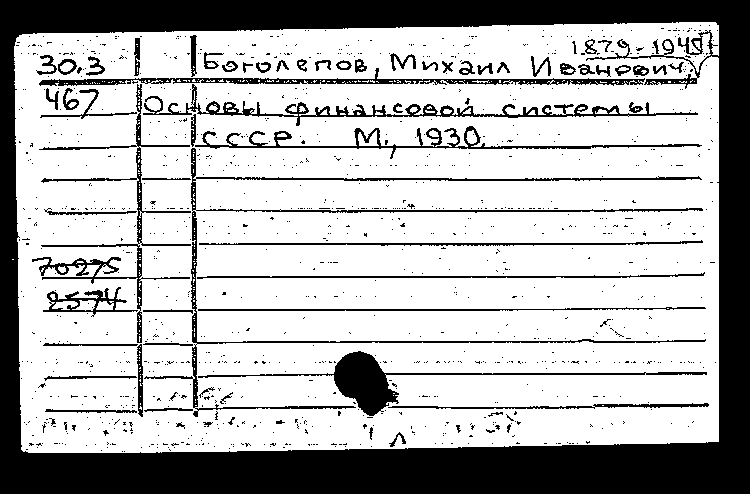 1879-1945
30.3 Боголепов, Михаил Иванович,
467 Основы финансовой системы
СССР. М., 1930.
70275
2574